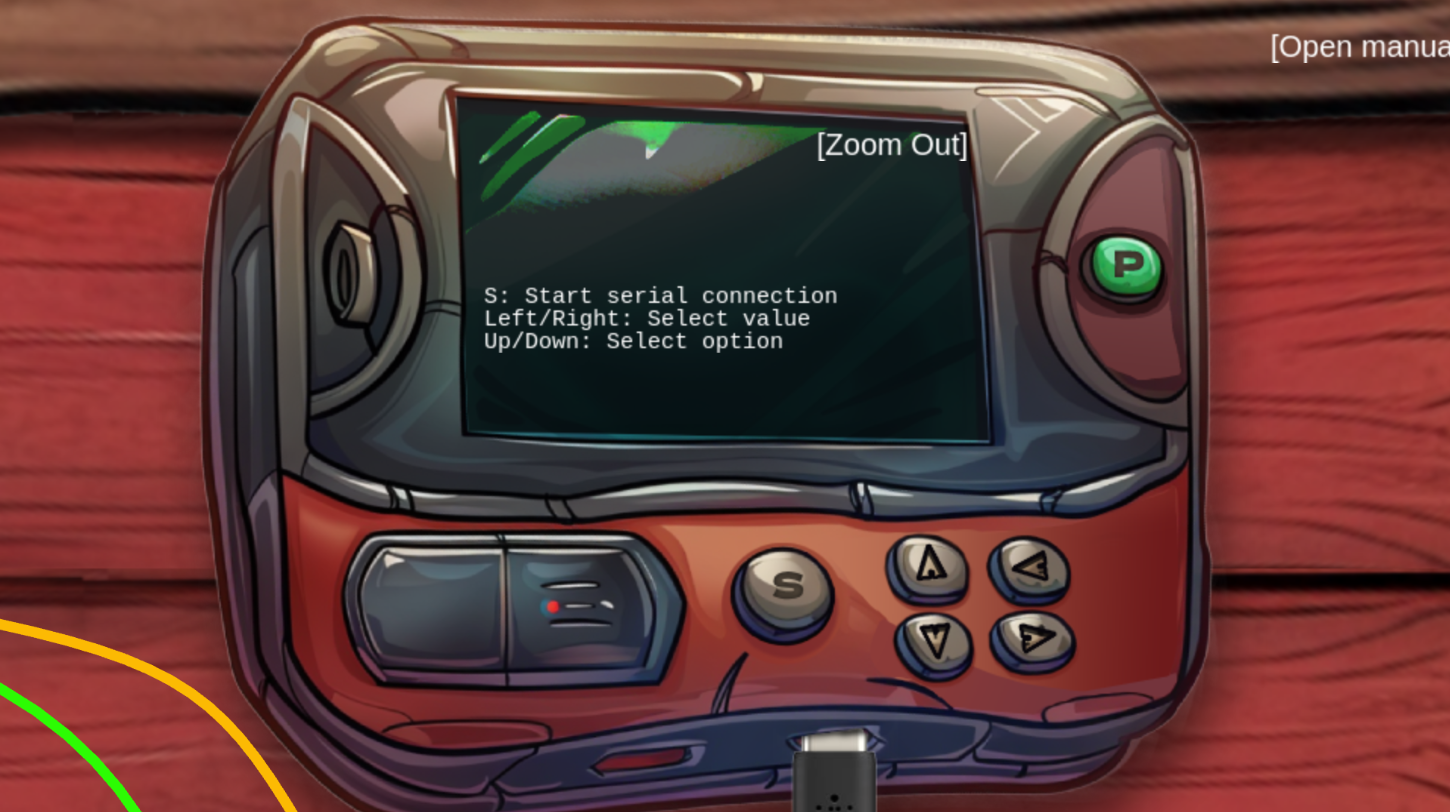 [Open manua
[Zoom Out]
P
S: Start serial connection
Left/Right: Select value
Up/Down: Select option
S